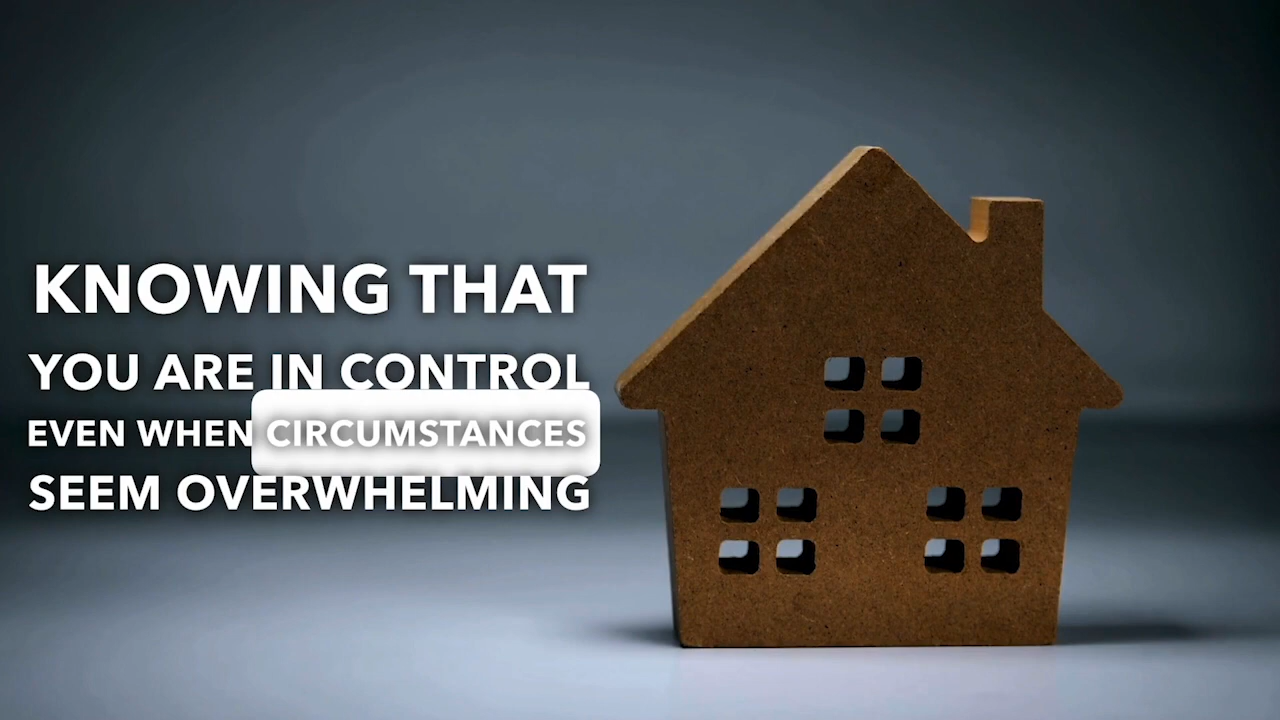 KNOWING THAT
YOU ARE IN CONTROL
EVEN WHEN CIRCUMSTANCES
SEEM OVERWHELMING